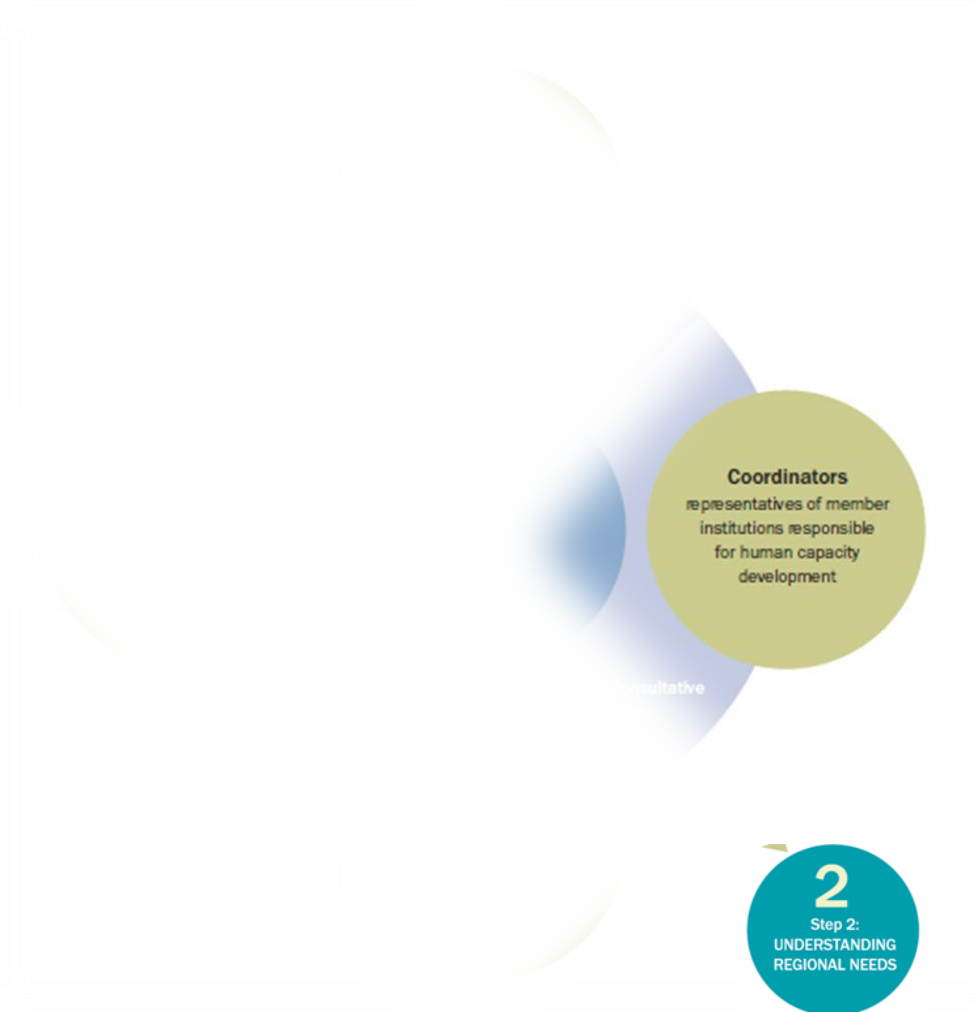 Coordinators
representatives of member
institutions responsible
for human capacity
development
2
Step 2:
UNDERSTANDING
REGIONAL NEEDS